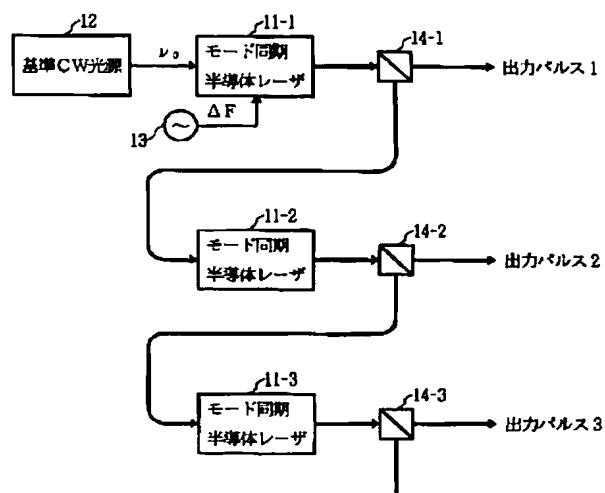 12
基準CW光源
ν₀
11-1
モード同期
半導体レーザ
14-1
出力パルス1
ΔF
13
~
11-2
モード同期
半導体レーザ
14-2
出力パルス2
11-3
モード同期
半導体レーザ
14-3
出力パルス3